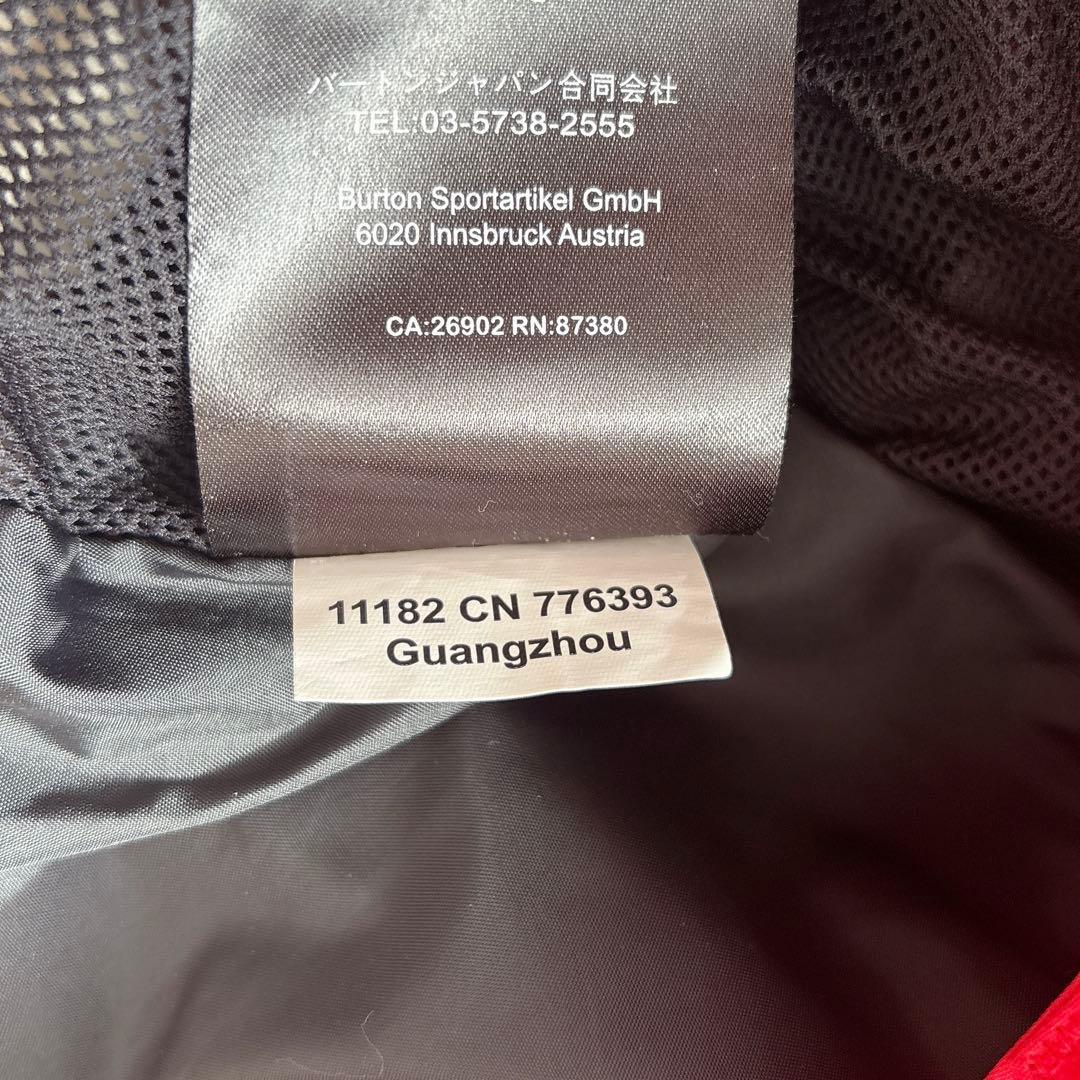 バートンジャパン合同会社
TEL:03-5738-2555
Burton Sportartikel GmbH
6020 Innsbruck Austria
CA:26902 RN:87380
11182 CN 776393
Guangzhou